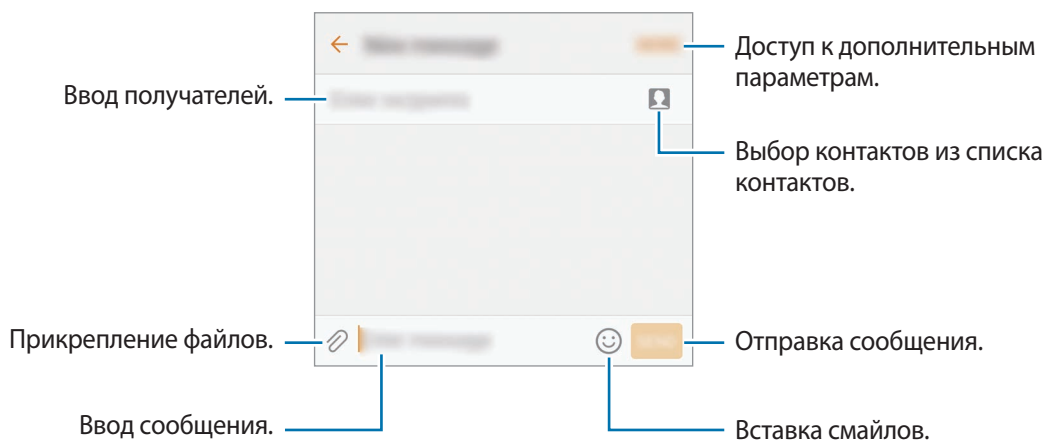 Доступ к дополнительным
параметрам.
Ввод получателей.
Выбор контактов из списка
контактов.
Прикрепление файлов.
Отправка сообщения.
Ввод сообщения.
Вставка смайлов.